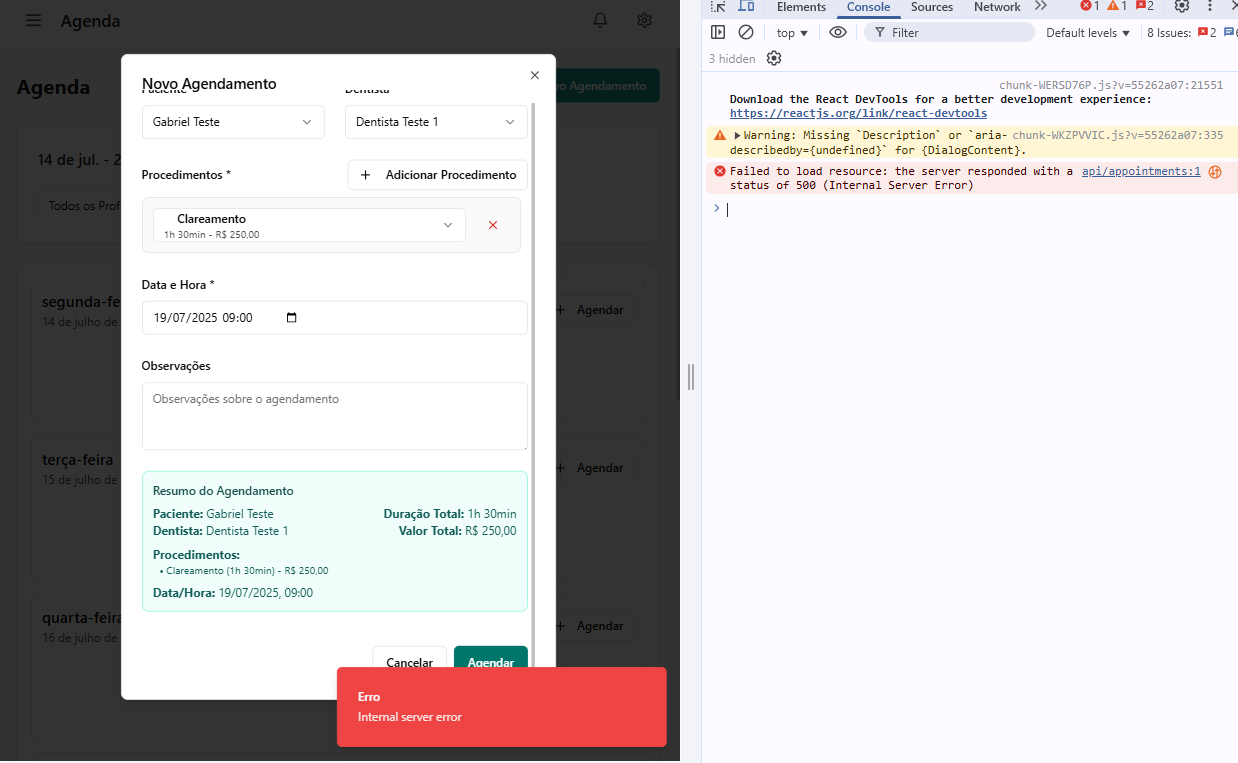 Agenda
Agenda
vo Agendamento
14 de jul. - 2
Todos os Prof
segunda-fe
14 de julho de
Agendar
terça-feira
15 de julho de
Agendar
quarta-feira
16 de julho de
Agendar
Novo Agendamento
Paciente
Dentista
Gabriel Teste
Dentista Teste 1
Procedimentos *
+ Adicionar Procedimento
Clareamento
1h 30min - R$ 250,00
Data e Hora *
19/07/2025 09:00
Observações
Observações sobre o agendamento
Resumo do Agendamento
Paciente: Gabriel Teste
Duração Total: 1h 30min
Dentista: Dentista Teste 1
Valor Total: R$ 250,00
Procedimentos:
• Clareamento (1h 30min) - R$ 250,00
Data/Hora: 19/07/2025, 09:00
Cancelar
Agendar
Erro
Internal server error
Elements Console Sources Network 1 1 2
top Filter Default levels 8 Issues: 2 6
3 hidden
chunk-WERSD76P.js?v=55262a07:21551
Download the React DevTools for a better development experience:
https://reactjs.org/link/react-devtools
Warning: Missing `Description` or `aria- chunk-WKZPVVIC.js?v=55262a07:335
describedby={undefined}` for {DialogContent}.
Failed to load resource: the server responded with a api/appointments:1
status of 500 (Internal Server Error)